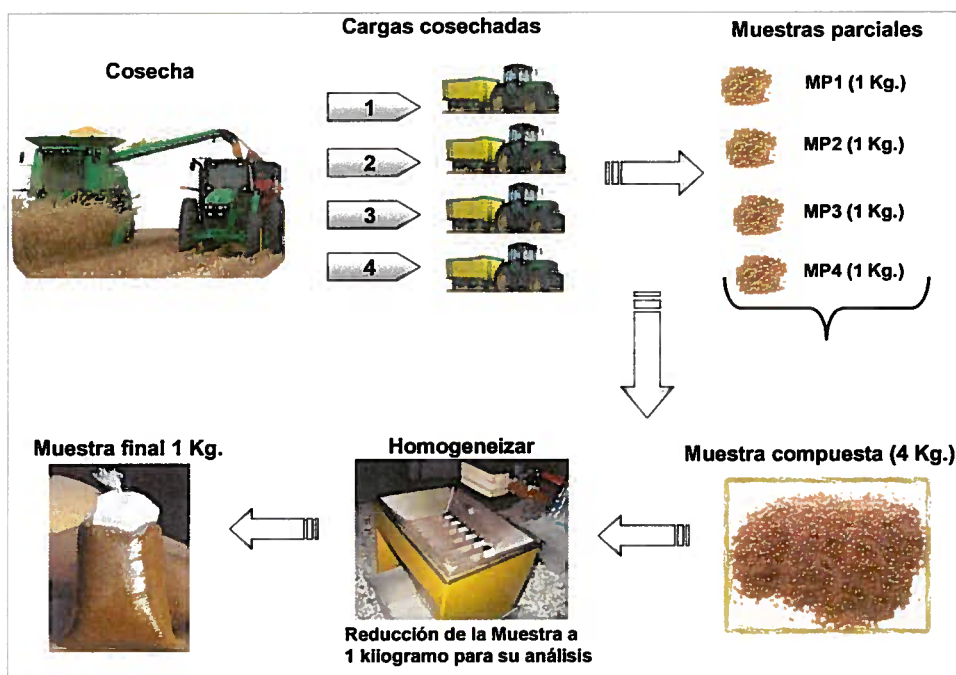 Cargas cosechadas
Muestras parciales
Cosecha
1
2
3
4
MP1 (1 Kg.)
MP2 (1 Kg.)
MP3 (1 Kg.)
MP4 (1 Kg.)
Muestra final 1 Kg.
Homogeneizar
Muestra compuesta (4 Kg.)
Reducción de la Muestra a
1 kilogramo para su análisis